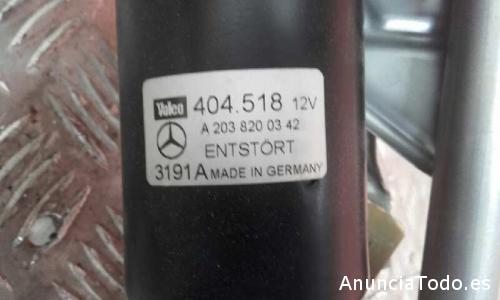 Valeo 404.518 12V
A 203 820 03 42
ENTSTÖRT
3191A MADE IN GERMANY
AnunciaTodo.es